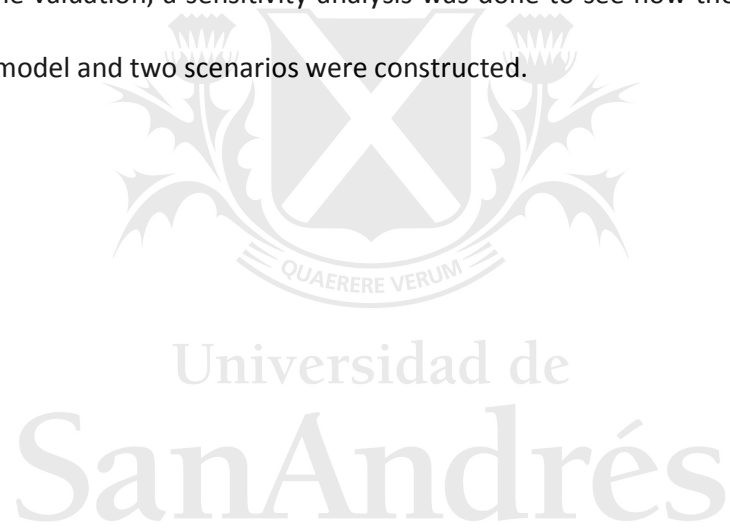 he valuation, a sensitivity analysis was done to see how the
model and two scenarios were constructed.
QUAERERE VERUM
Universidad de
SanAndrés